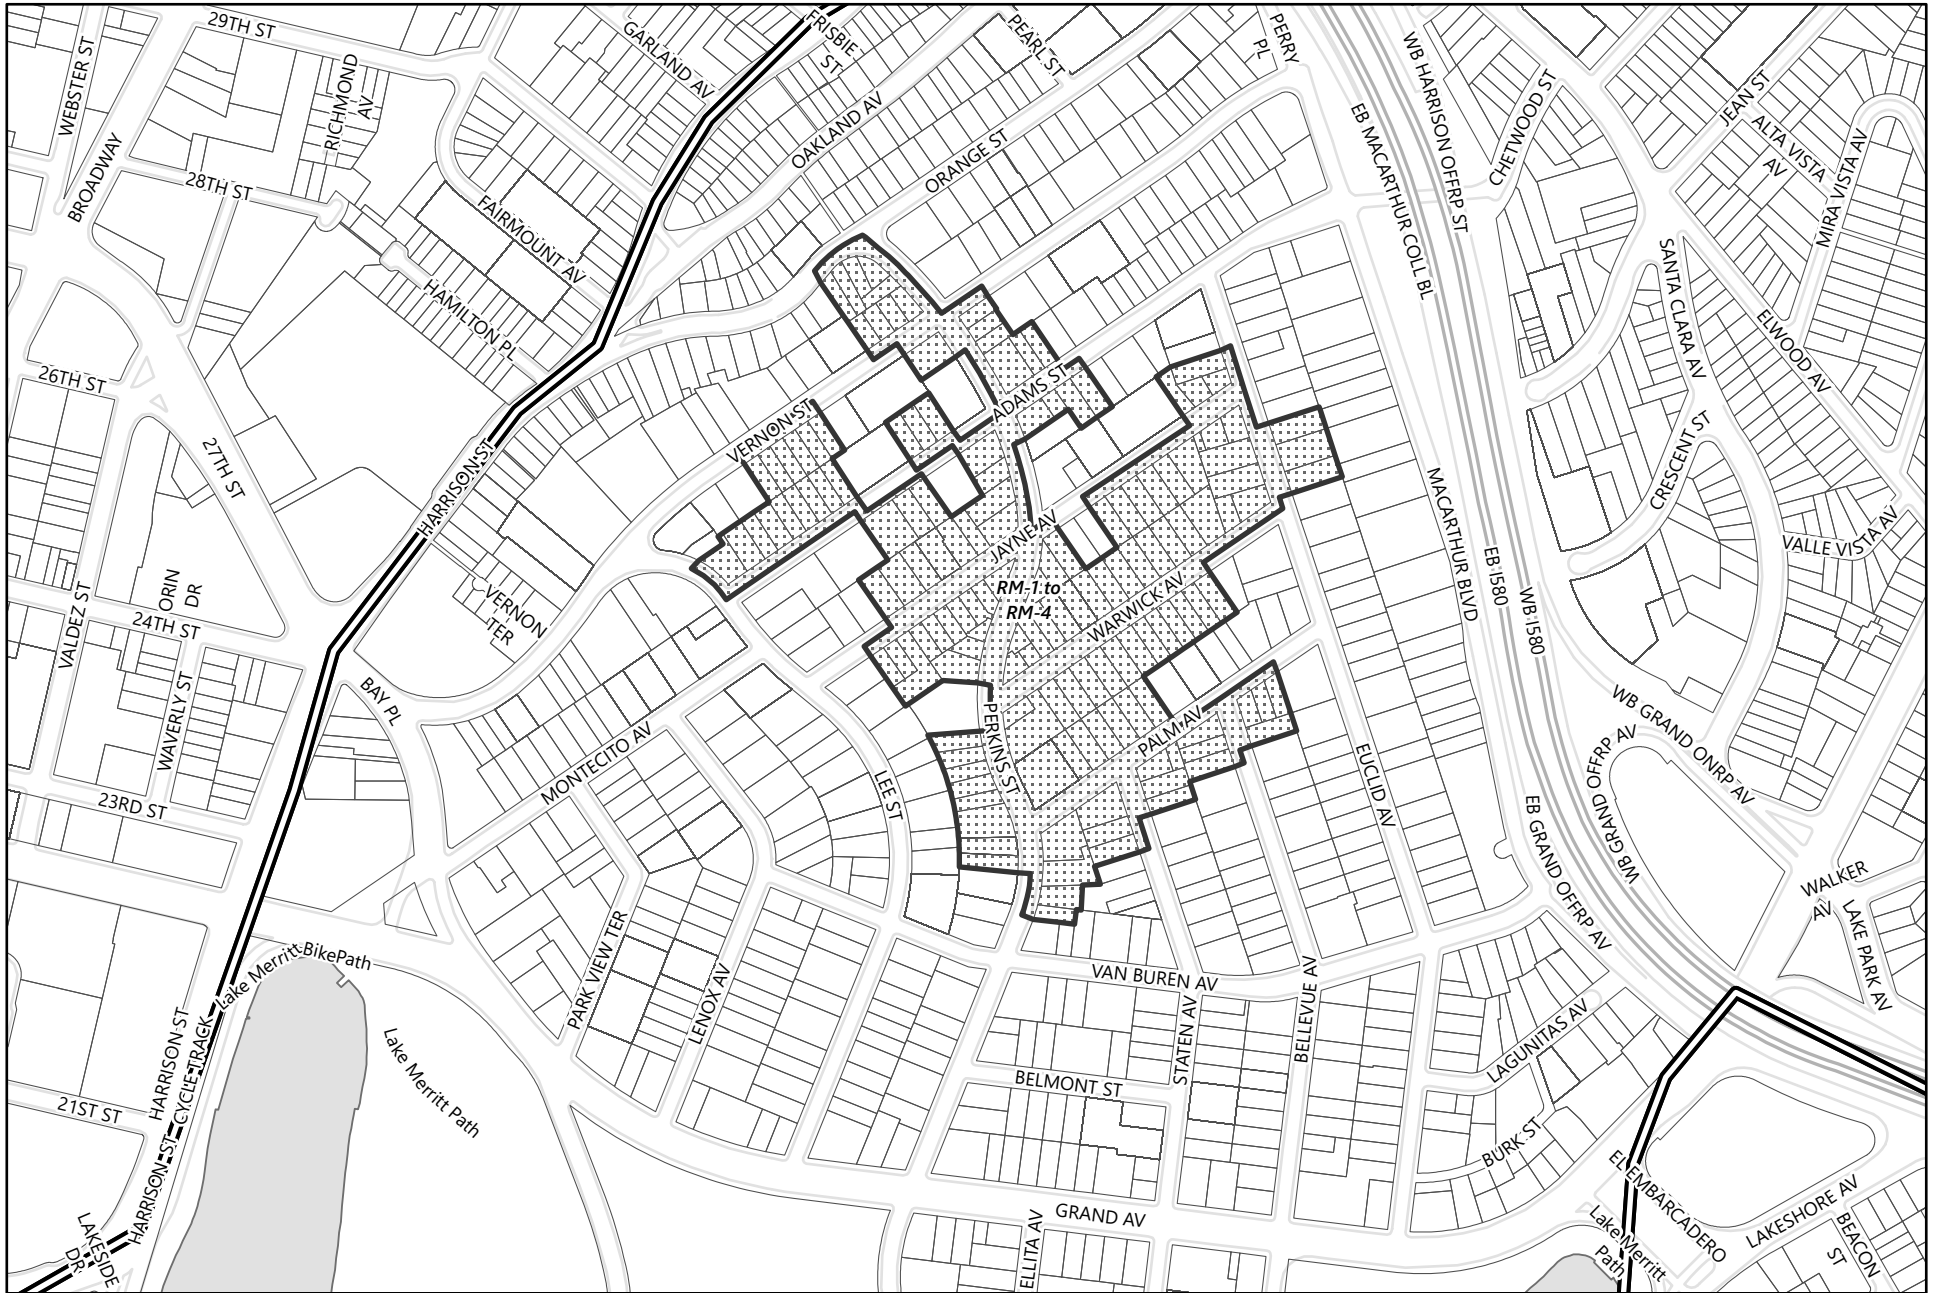 29TH ST
WEBSTER ST
BROADWAY
RICHMOND
AV
28TH ST
GARLAND AV
FRISBIE
ST
PEARL ST
PERRY
PL
OAKLAND AV
ORANGE ST
FAIRMOUNT AV
HAMILTON PL
WB HARRISON OFFRP ST
EB MACARTHUR COLL BL
CHETWOOD ST
JEAN ST
ALTA VISTA
AV
MIRA VISTA AV
SANTA CLARA AV
ELWOOD AV
26TH ST
27TH ST
HARRISON ST
VERNON ST
ADAMS ST
JAYNE AV
RM-1 to
RM-4
WARWICK AV
MACARTHUR BLVD
EB I580
WB I580
CRESCENT ST
VALLE VISTA AV
VALDEZ ST
ORIN
DR
24TH ST
WAVERLY ST
VERNON
TER
BAY PL
MONTECITO AV
LEE ST
PERKINS ST
PALM AV
EUCLID AV
WB GRAND OFFRP AV
WB GRAND ONRP AV
WB GRAND
EB GRAND OFFRP AV
23RD ST
WALKER
AV
LAKE PARK AV
Lake Merritt BikePath
PARK VIEW TER
LENOX AV
VAN BUREN AV
STATEN AV
BELLEVUE AV
LAGUNITAS AV
HARRISON ST
HARRISON ST CYCLE TRACK
Lake Merritt Path
21ST ST
BELMONT ST
BURK ST
EL EMBARCADERO
LAKESHORE AV
BEACON
ST
LAKESIDE
DR
GRAND AV
ELLITA AV
Lake Merritt
Path